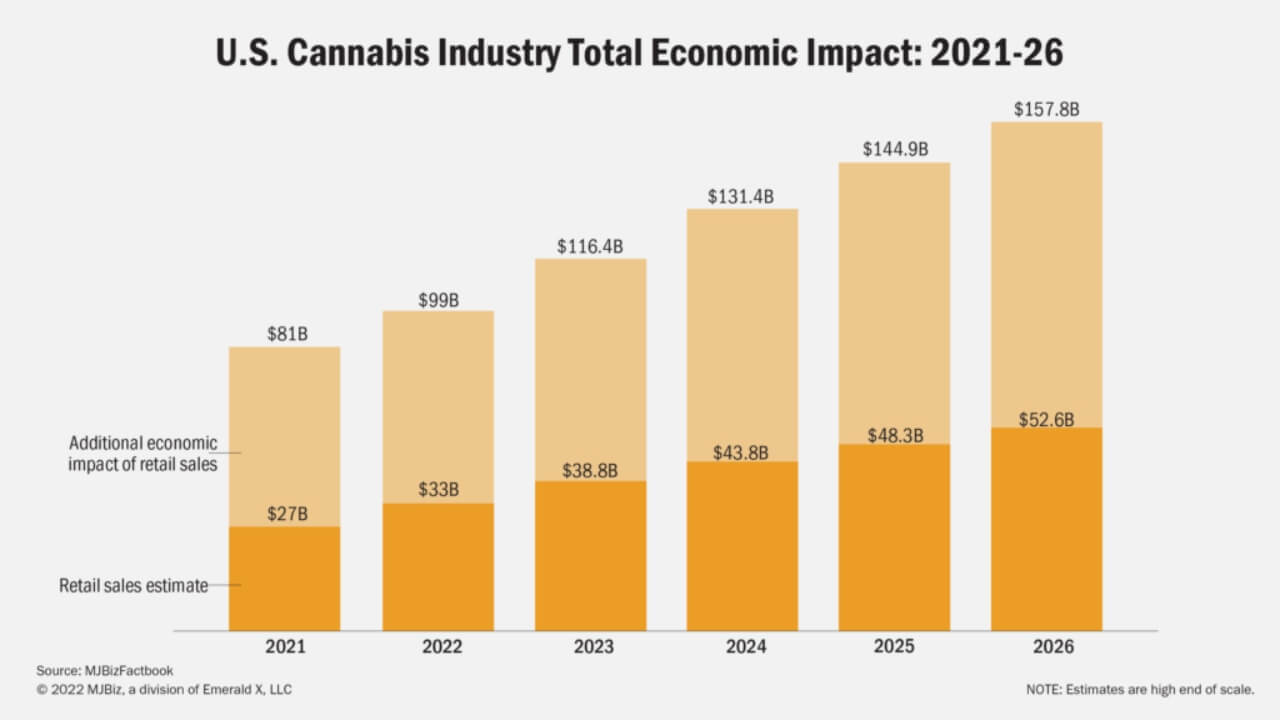 U.S. Cannabis Industry Total Economic Impact: 2021-26
$157.8B
$144.9B
$131.4B
$116.4B
$99B
$81B
$52.6B
$48.3B
$43.8B
$38.8B
$33B
$27B
Additional economic
impact of retail sales
Retail sales estimate
2021 2022 2023 2024 2025 2026
Source: MJBizFactbook
© 2022 MJBiz, a division of Emerald X, LLC
NOTE: Estimates are high end of scale.